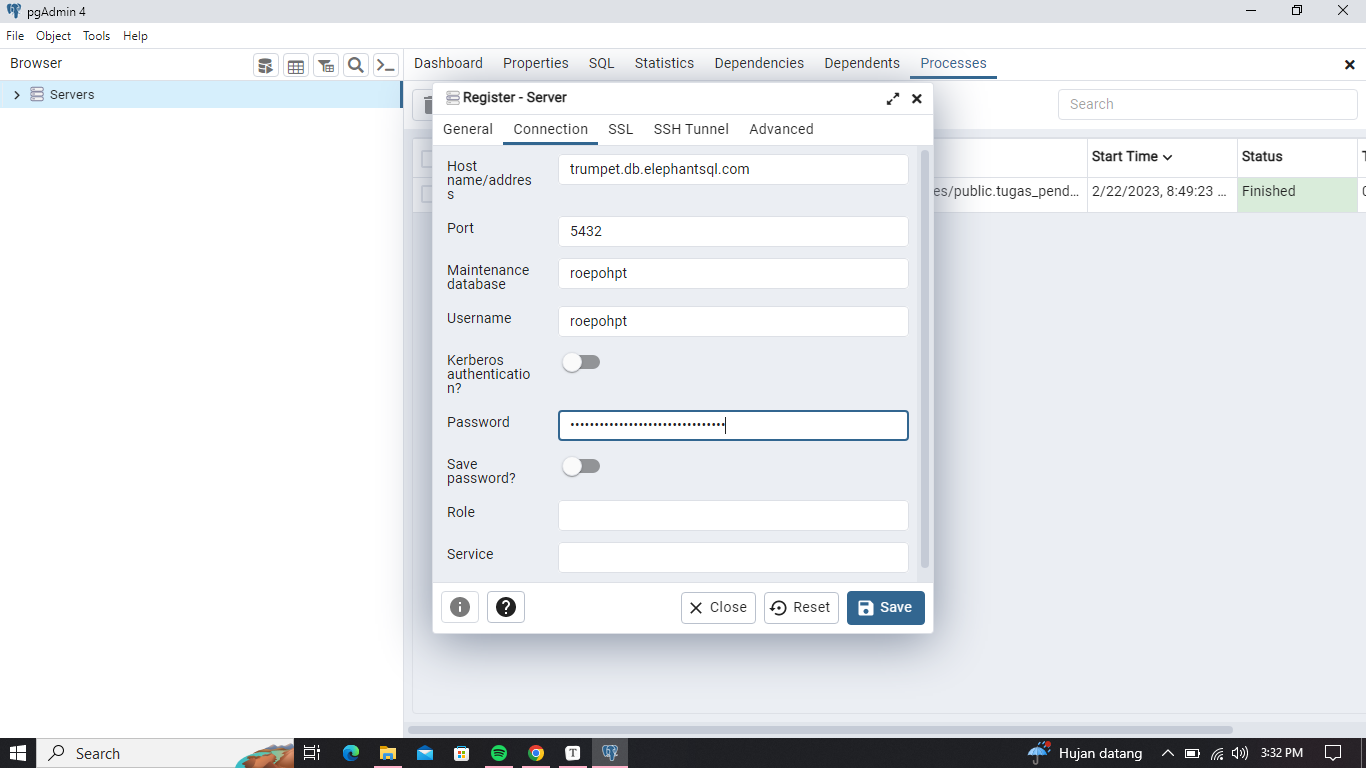 pgAdmin 4
File Object Tools Help
Browser
Dashboard Properties SQL Statistics Dependencies Dependents Processes
Servers
Search
Register - Server
General Connection SSL SSH Tunnel Advanced
Start Time Status
es/public.tugas_pend... 2/22/2023, 8:49:23 ... Finished
Host
name/addres
s
trumpet.db.elephantsql.com
Port
5432
Maintenance
database
roepohpt
Username
roepohpt
Kerberos
authenticatio
n?
Password
••••••••••••••••••••••••••••••••
Save
password?
Role
Service
Close Reset Save
Search
Hujan datang
3:32 PM